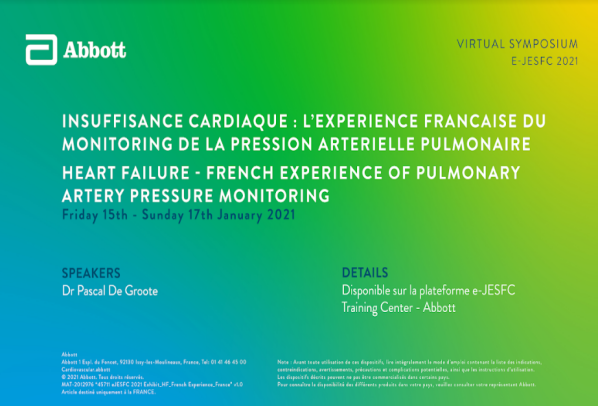 Abbott
VIRTUAL SYMPOSIUM
E-JESFC 2021
INSUFFISANCE CARDIAQUE : L'EXPERIENCE FRANCAISE DU
MONITORING DE LA PRESSION ARTERIELLE PULMONAIRE
HEART FAILURE - FRENCH EXPERIENCE OF PULMONARY
ARTERY PRESSURE MONITORING
Friday 15th - Sunday 17th January 2021
SPEAKERS
Dr Pascal De Groote
DETAILS
Disponible sur la plateforme e-JESFC
Training Center - Abbott
Abbott
Abbott 1 Espl. du Foncet, 92130 Issy-les-Moulineaux, France, Tel: 01 41 46 45 00
Cardiovascular.abbott
© 2021 Abbott. Tous droits réservés.
MAT-2012976 "45711 eJESFC 2021 Exhibit_HF_French Experience_France" v1.0
Article destiné uniquement à la FRANCE.
Note : Avant toute utilisation de ces dispositifs, lire intégralement le mode d'emploi contenant la liste des indications,
contreindications, avertissements, précautions et complications potentielles, ainsi que les instructions d'utilisation.
Les dispositifs décrits peuvent ne pas être commercialisés dans certains pays.
Pour connaître la disponibilité des différents produits dans votre pays, veuillez consulter votre représentant Abbott.